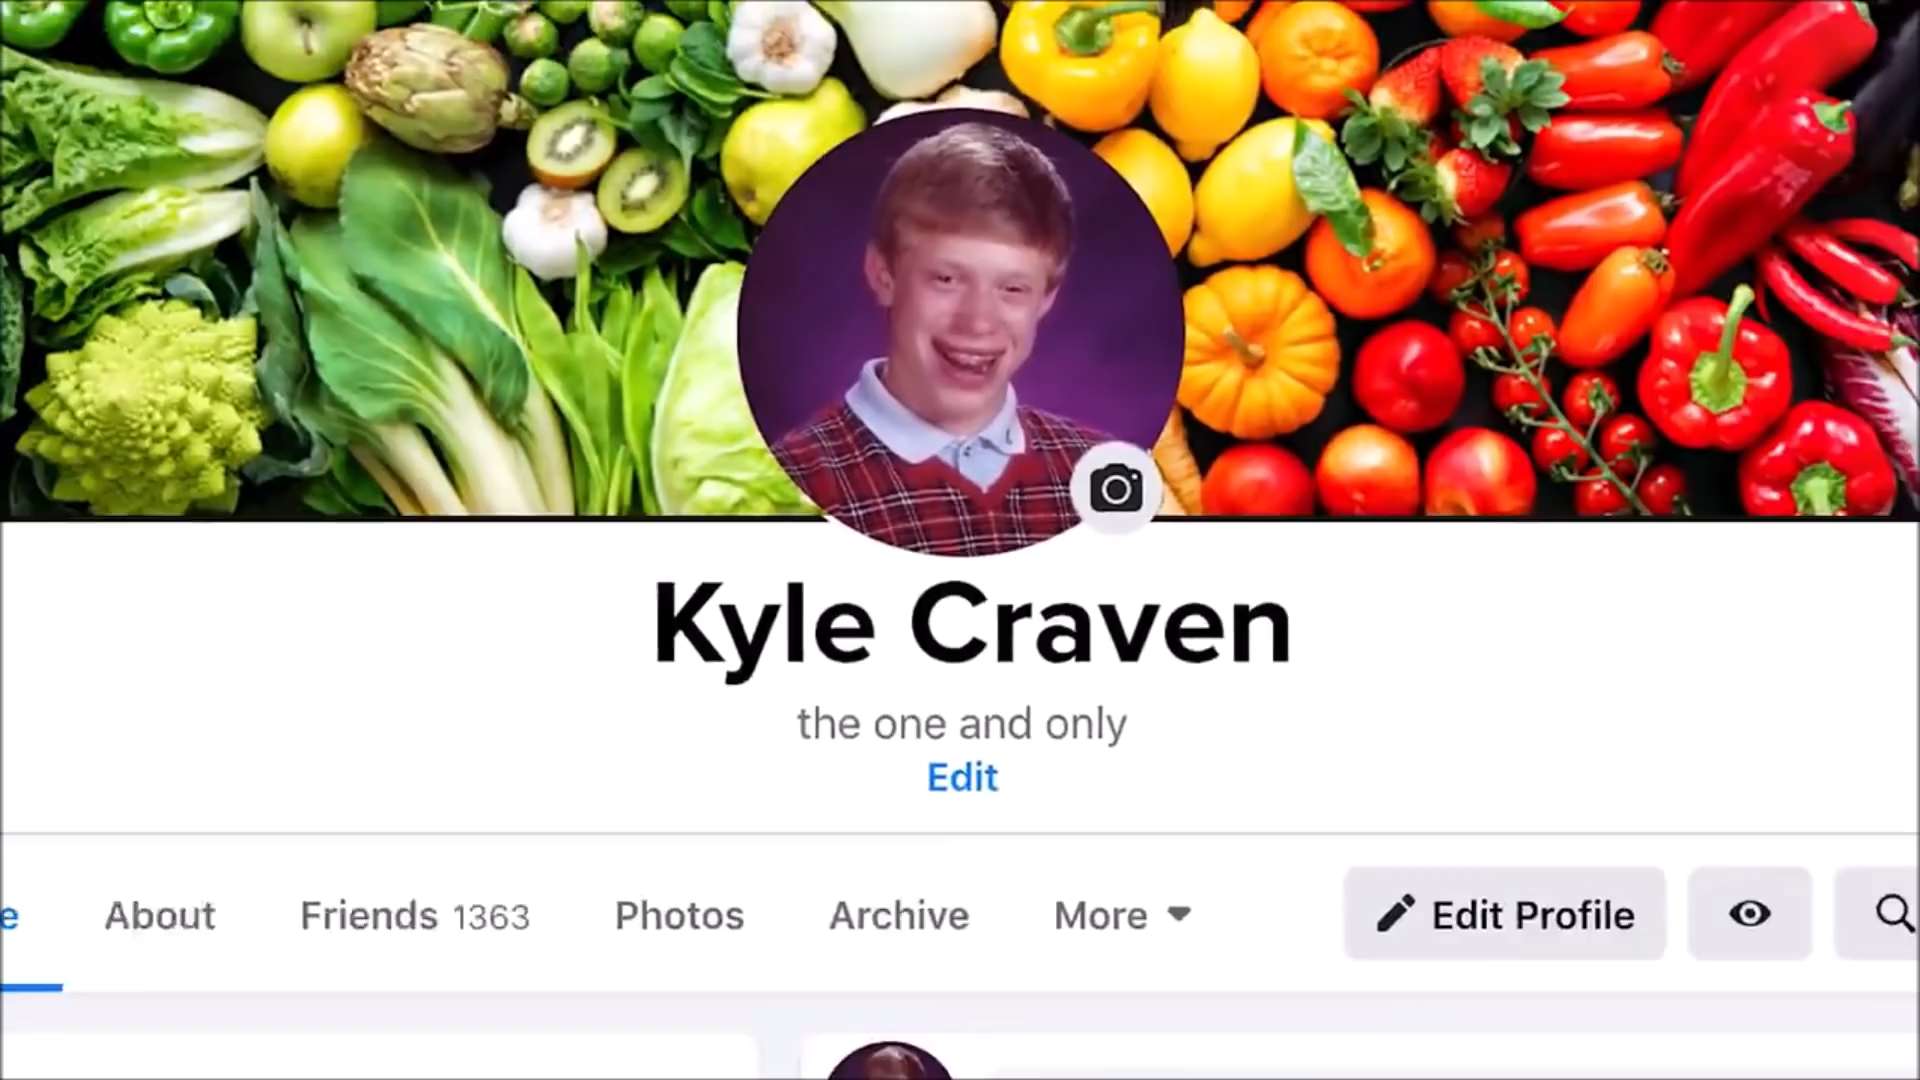 Kyle Craven
the one and only
Edit
e About Friends 1363 Photos Archive More Edit Profile